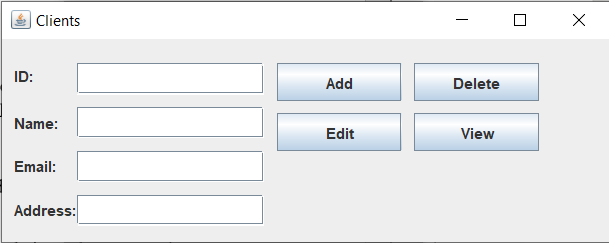 Clients
ID:
Add
Delete
Name:
Edit
View
Email:
Address: